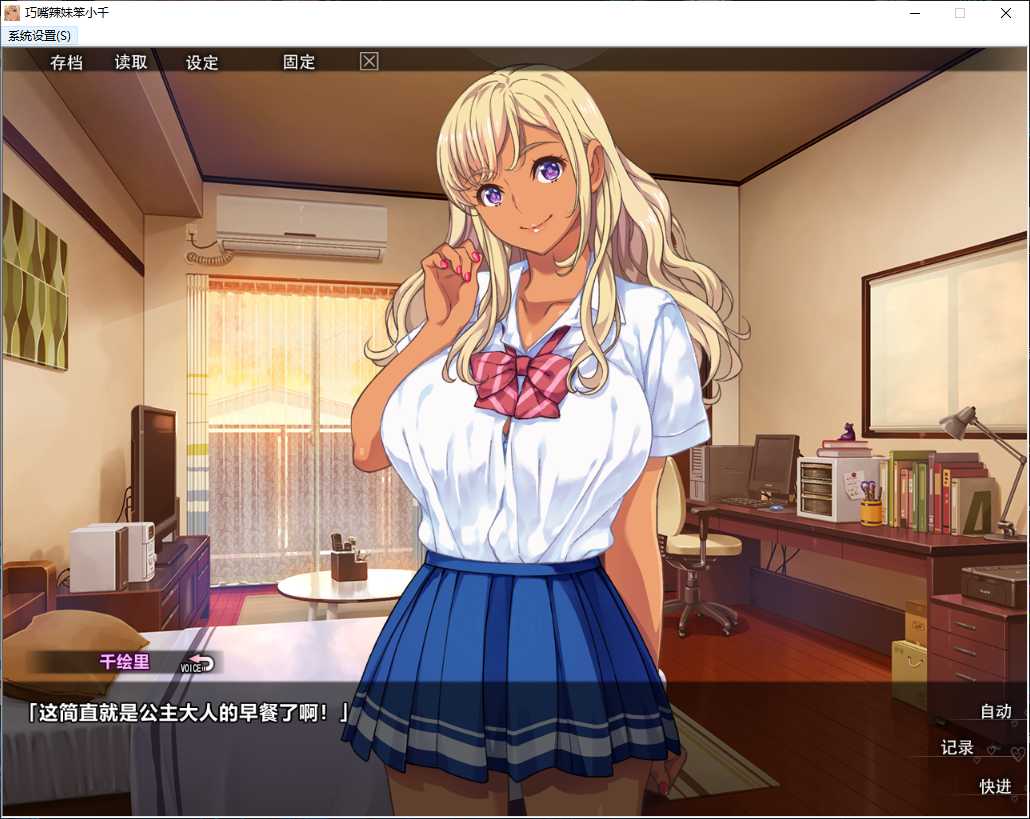 巧嘴辣妹笨小千
系统设置(S)
存档 读取 设定 固定
千绘里 VOICE
「这简直就是公主大人的早餐了啊！」
自动
记录
快进